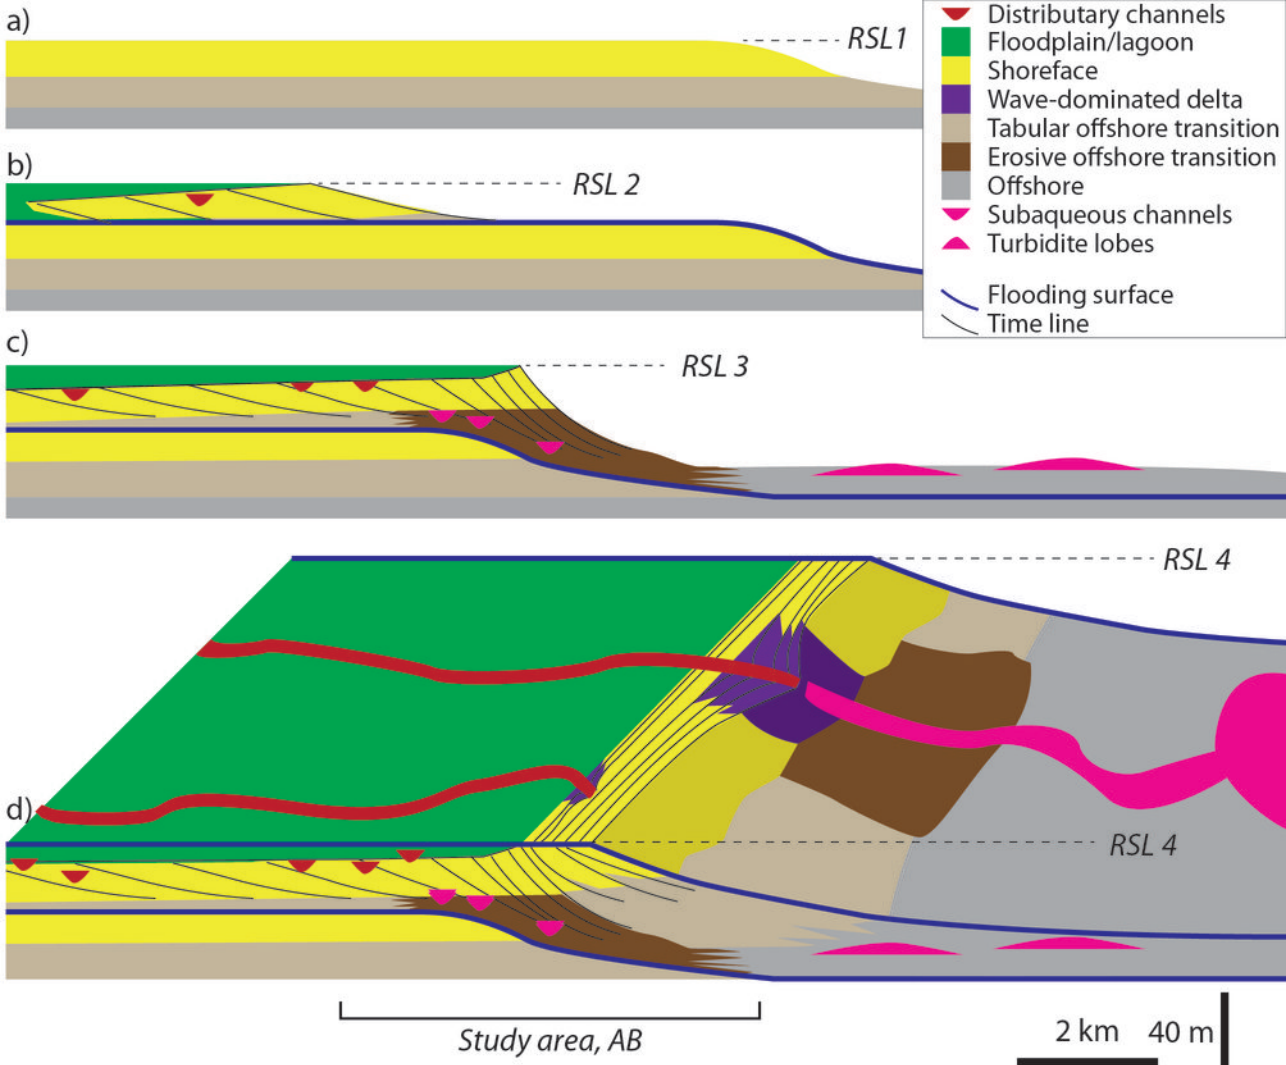 a)
RSL1
Distributary channels
Floodplain/lagoon
Shoreface
Wave-dominated delta
Tabular offshore transition
Erosive offshore transition
Offshore
Subaqueous channels
Turbidite lobes
Flooding surface
Time line
b)
RSL 2
c)
RSL 3
RSL 4
d)
RSL 4
Study area, AB
2 km
40 m